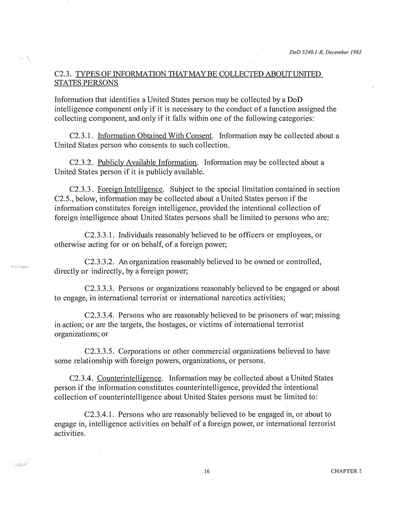 DoD 5240.1-R, December 1982
C2.3. TYPES OF INFORMATION THAT MAY BE COLLECTED ABOUT UNITED
STATES PERSONS
Information that identifies a United States person may be collected by a DoD
intelligence component only if it is necessary to the conduct of a function assigned the
collecting component, and only if it falls within one of the following categories:
C2.3.1. Information Obtained With Consent. Information may be collected about a
United States person who consents to such collection.
C2.3.2. Publicly Available Information. Information may be collected about a
United States person if it is publicly available.
C2.3.3. Foreign Intelligence. Subject to the special limitation contained in section
C2.5., below, information may be collected about a United States person if the
information constitutes foreign intelligence, provided the intentional collection of
foreign intelligence about United States persons shall be limited to persons who are:
C2.3.3.1. Individuals reasonably believed to be officers or employees, or
otherwise acting for or on behalf, of a foreign power;
C2.3.3.2. An organization reasonably believed to be owned or controlled,
directly or indirectly, by a foreign power;
C2.3.3.3. Persons or organizations reasonably believed to be engaged or about
to engage, in international terrorist or international narcotics activities;
C2.3.3.4. Persons who are reasonably believed to be prisoners of war; missing
in action; or are the targets, the hostages, or victims of international terrorist
organizations; or
C2.3.3.5. Corporations or other commercial organizations believed to have
some relationship with foreign powers, organizations, or persons.
C2.3.4. Counterintelligence. Information may be collected about a United States
person if the information constitutes counterintelligence, provided the intentional
collection of counterintelligence about United States persons must be limited to:
C2.3.4.1. Persons who are reasonably believed to be engaged in, or about to
engage in, intelligence activities on behalf of a foreign power, or international terrorist
activities.
16
CHAPTER 2